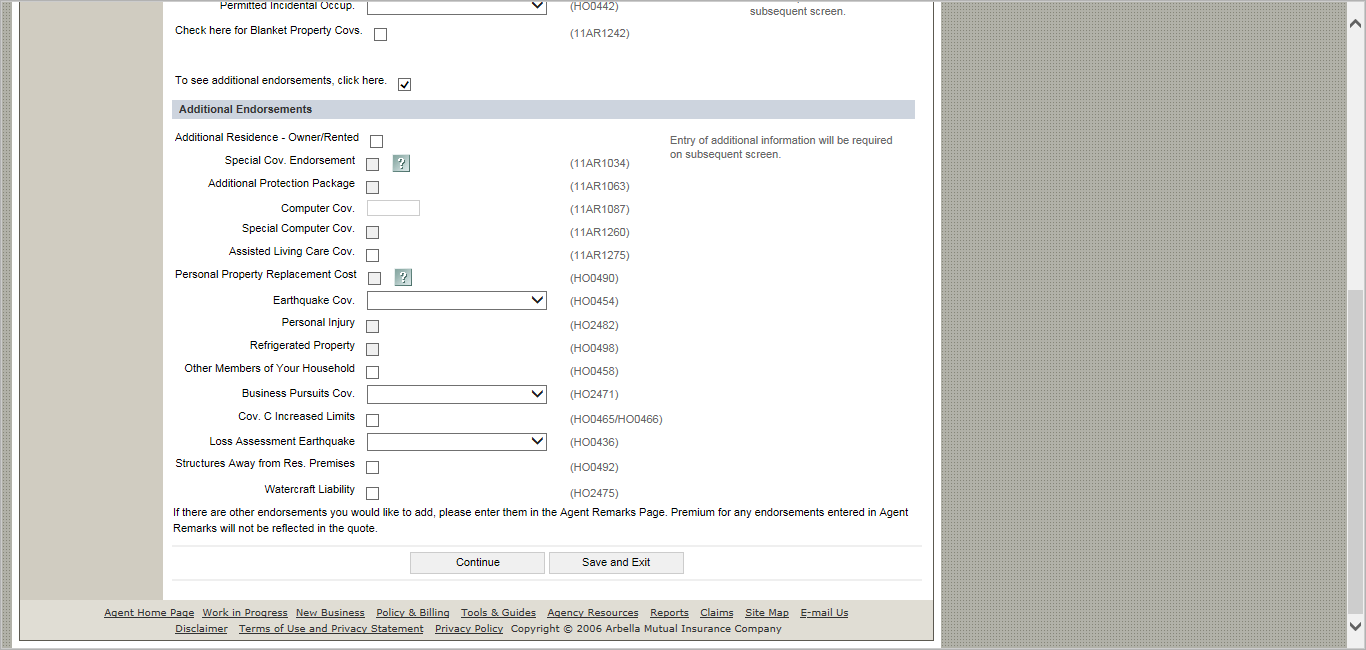 Permitted Incidental Occup. (HO0442)
subsequent screen.
Check here for Blanket Property Covs. (11AR1242)
To see additional endorsements, click here.
Additional Endorsements
Additional Residence - Owner/Rented
Entry of additional information will be required
on subsequent screen.
Special Cov. Endorsement ? (11AR1034)
Additional Protection Package (11AR1063)
Computer Cov. (11AR1087)
Special Computer Cov. (11AR1260)
Assisted Living Care Cov. (11AR1275)
Personal Property Replacement Cost ? (HO0490)
Earthquake Cov. (HO0454)
Personal Injury (HO2482)
Refrigerated Property (HO0498)
Other Members of Your Household (HO0458)
Business Pursuits Cov. (HO2471)
Cov. C Increased Limits (HO0465/HO0466)
Loss Assessment Earthquake (HO0436)
Structures Away from Res. Premises (HO0492)
Watercraft Liability (HO2475)
If there are other endorsements you would like to add, please enter them in the Agent Remarks Page. Premium for any endorsements entered in Agent
Remarks will not be reflected in the quote.
Continue Save and Exit
Agent Home Page Work in Progress New Business Policy & Billing Tools & Guides Agency Resources Reports Claims Site Map E-mail Us
Disclaimer Terms of Use and Privacy Statement Privacy Policy Copyright © 2006 Arbella Mutual Insurance Company